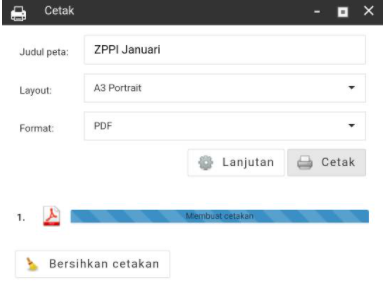 Cetak
Judul peta: ZPPI Januari
Layout: A3 Portrait
Format: PDF
Lanjutan Cetak
1. Membuat cetakan
Bersihkan cetakan